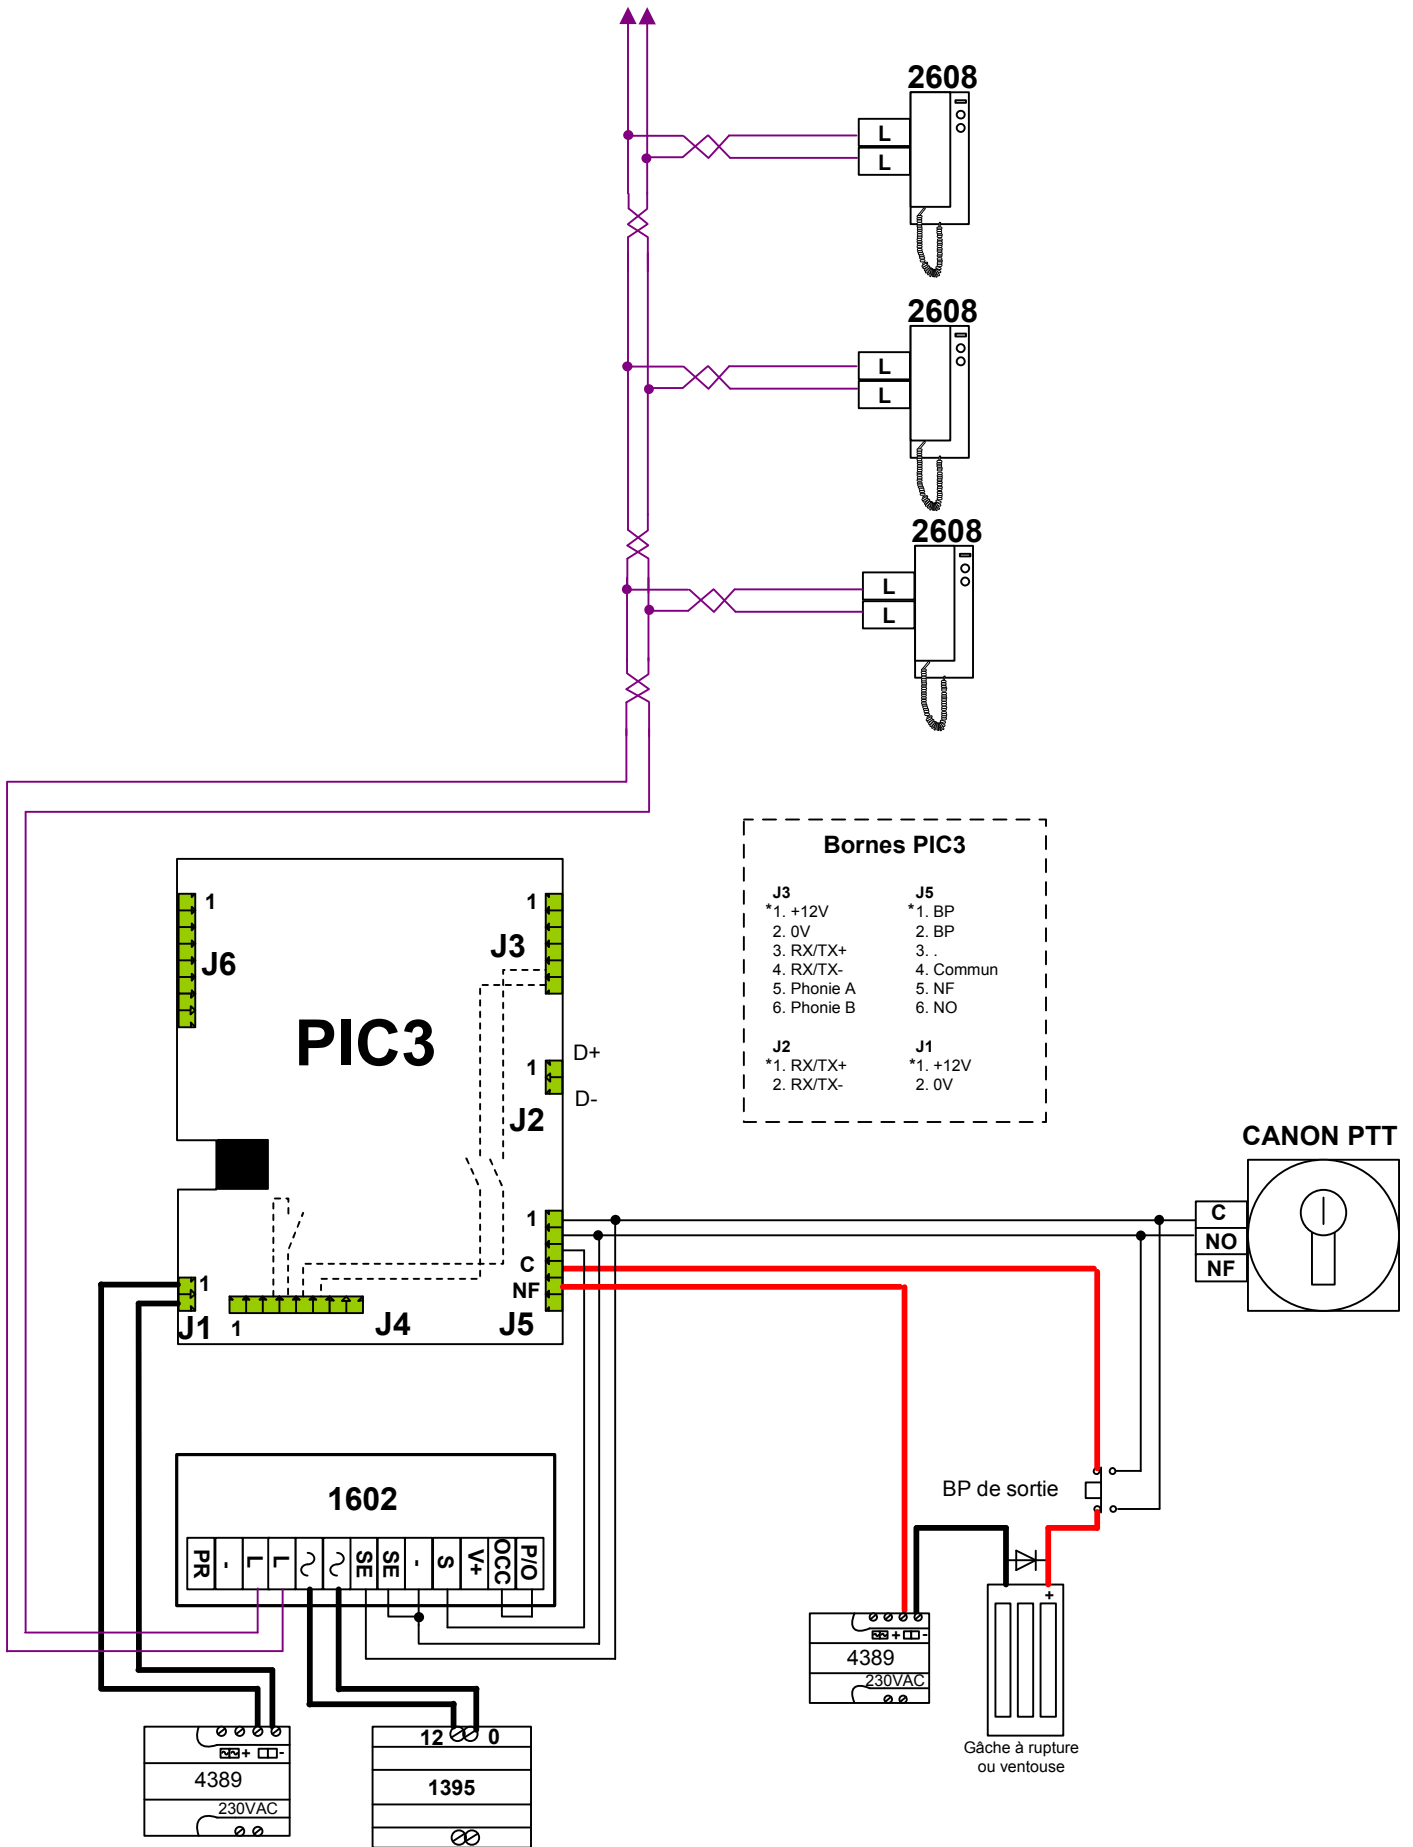 2608
L
L
2608
L
L
2608
L
L
Bornes PIC3
J3
*1. +12V
2. 0V
3. RX/TX+
4. RX/TX-
5. Phonie A
6. Phonie B
J5
*1. BP
2. BP
3. .
4. Commun
5. NF
6. NO
J2
*1. RX/TX+
2. RX/TX-
J1
*1. +12V
2. 0V
1
J6
1
J3
PIC3
1
D+
D-
J2
CANON PTT
C
NO
NF
1
C
NF
J5
1
J1
1
J4
1602
PR
-
L
L
SE
SE
-
S
V+
OCC
P/O
BP de sortie
+
+ -
4389
230VAC
Gâche à rupture
ou ventouse
+ -
4389
230VAC
12 0
1395